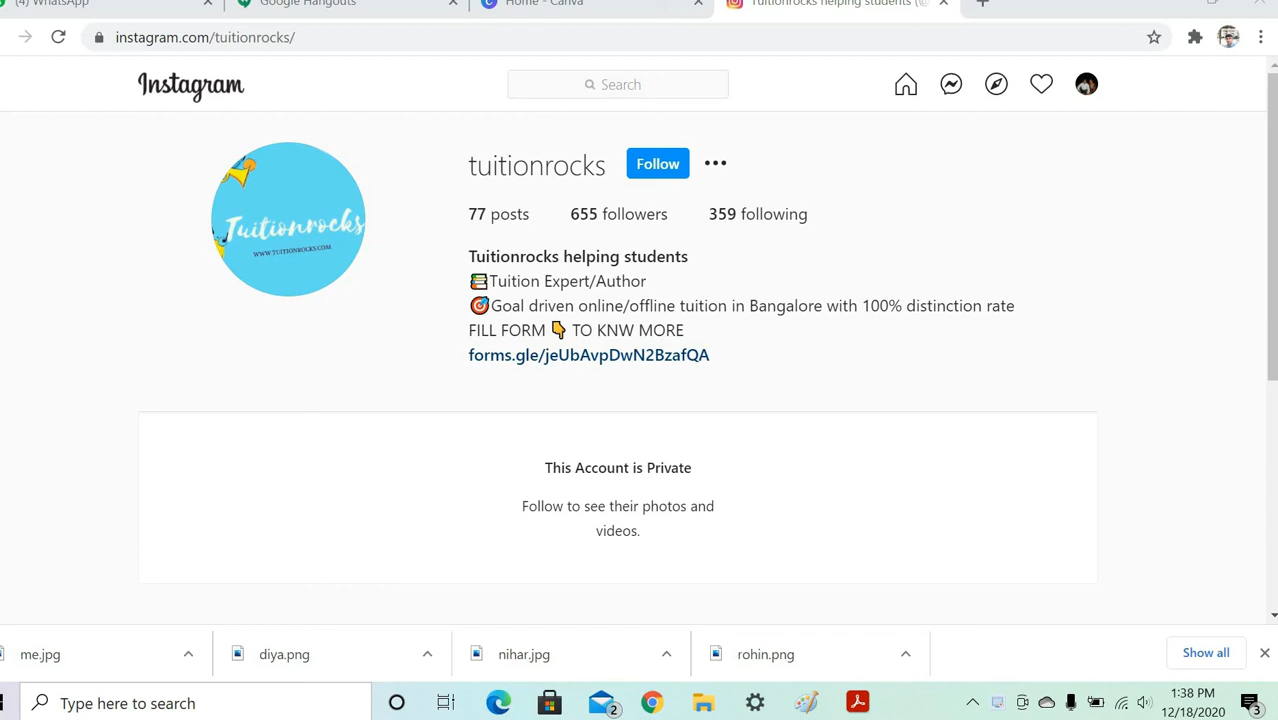 (4) WhatsApp
Google Hangouts
Home - Canva
Tuitionrocks helping students (@
instagram.com/tuitionrocks/
Instagram
Search
tuitionrocks Follow
77 posts 655 followers 359 following
Tuitionrocks helping students
Tuition Expert/Author
Goal driven online/offline tuition in Bangalore with 100% distinction rate
FILL FORM 👇 TO KNW MORE
forms.gle/jeUbAvpDwN2BzafQA
Tuitionrocks
WWW.TUITIONROCKS.COM
This Account is Private
Follow to see their photos and
videos.
me.jpg
diya.png
nihar.jpg
rohin.png
Show all
Type here to search
2
1:38 PM
12/18/2020
3